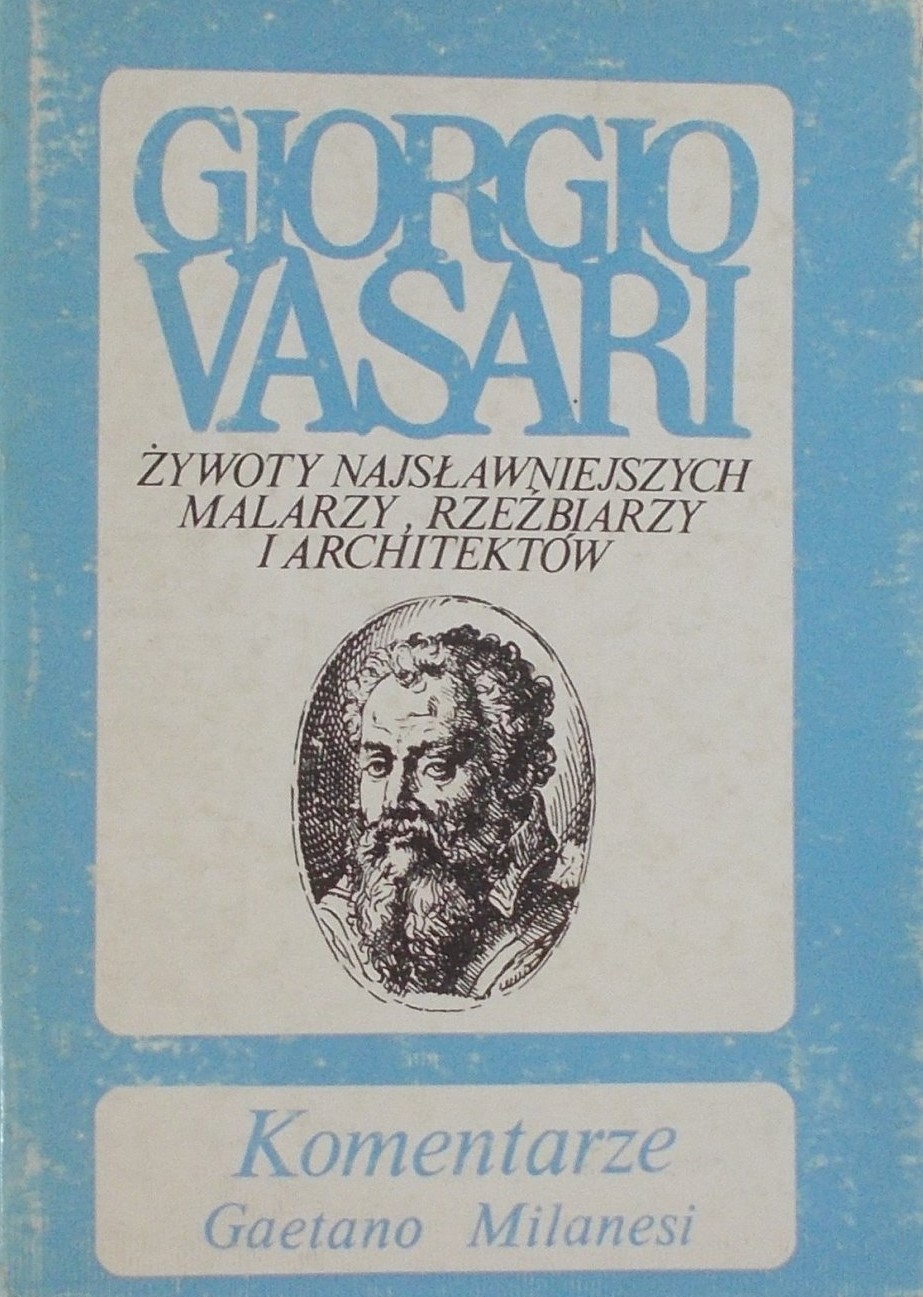 GIORGIO
VASARI
ŻYWOTY NAJSŁAWNIEJSZYCH
MALARZY, RZEŹBIARZY
I ARCHITEKTÓW
Komentarze
Gaetano Milanesi